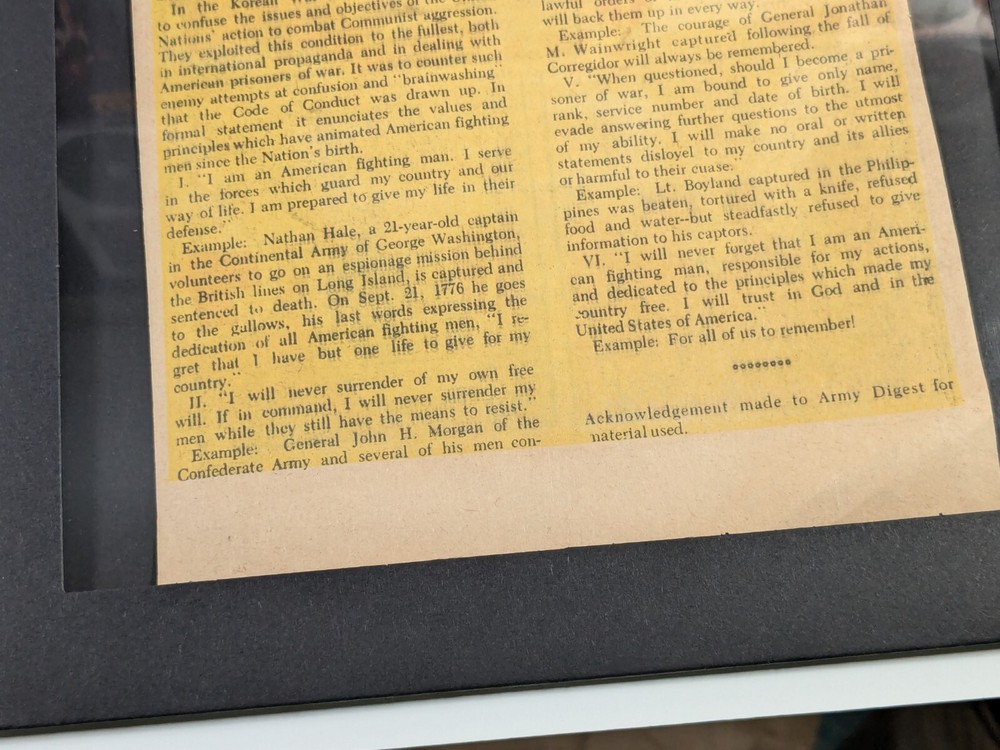 In the Korean War
to confuse the issues and objectives of the
Nations' action to combat Communist aggression.
They exploited this condition to the fullest, both
in international propaganda and in dealing with
American prisoners of war. It was to counter such
enemy attempts at confusion and "brainwashing"
that the Code of Conduct was drawn up. In
formal statement it enunciates the values and
principles which have animated American fighting
men since the Nation's birth.
I. "I am an American fighting man. I serve
in the forces which guard my country and our
way of life. I am prepared to give my life in their
defense."
Example: Nathan Hale, a 21-year-old captain
in the Continental Army of George Washington,
volunteers to go on an espionage mission behind
the British lines on Long Island, is captured and
sentenced to death. On Sept. 21, 1776 he goes
to the gallows, his last words expressing the
dedication of all American fighting men, "I re-
gret that I have but one life to give for my
country."
II. "I will never surrender of my own free
will. If in command, I will never surrender my
men while they still have the means to resist."
Example: General John H. Morgan of the
Confederate Army and several of his men con-
lawful orders
will back them up in every way.
Example: The courage of General Jonathan
M. Wainwright captured following the fall of
Corregidor will always be remembered.
V. "When questioned, should I become a pri-
soner of war, I am bound to give only name,
rank, service number and date of birth. I will
evade answering further questions to the utmost
of my ability. I will make no oral or written
statements disloyel to my country and its allies
or harmful to their cuase."
Example: Lt. Boyland captured in the Philip-
pines was beaten, tortured with a knife, refused
food and water--but steadfastly refused to give
information to his captors.
VI. "I will never forget that I am an Ameri-
can fighting man, responsible for my actions,
and dedicated to the principles which made my
country free. I will trust in God and in the
United States of America."
Example: For all of us to remember!
Acknowledgement made to Army Digest for
material used.